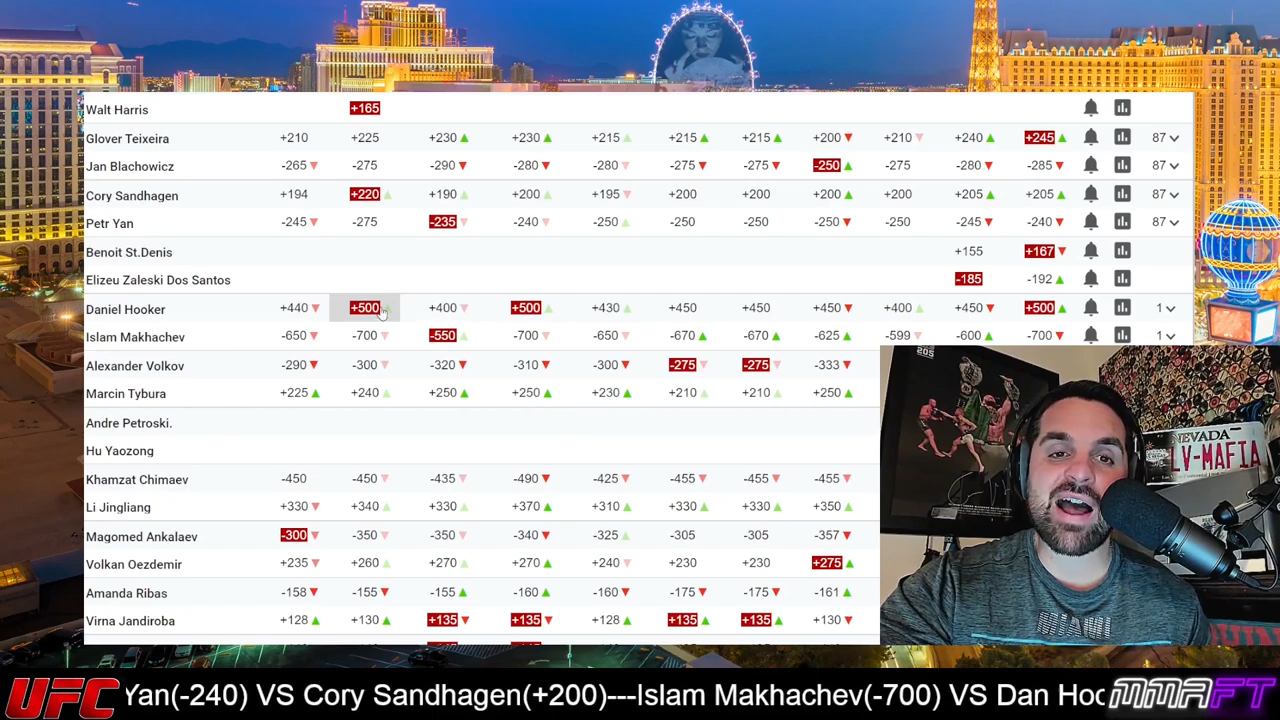 Walt Harris +165
Glover Teixeira +210 +225 +230 +230 +215 +215 +215 +200 +210 +240 +245 87
Jan Blachowicz -265 -275 -290 -280 -280 -275 -275 -250 -275 -280 -285 87
Cory Sandhagen +194 +220 +190 +200 +195 +200 +200 +200 +200 +205 +205 87
Petr Yan -245 -275 -235 -240 -250 -250 -250 -250 -250 -245 -240 87
Benoit St.Denis +155 +167
Elizeu Zaleski Dos Santos -185 -192
Daniel Hooker +440 +500 +400 +500 +430 +450 +450 +450 +400 +450 +500 1
Islam Makhachev -650 -700 -550 -700 -650 -670 -670 -625 -599 -600 -700 1
Alexander Volkov -290 -300 -320 -310 -300 -275 -275 -333
Marcin Tybura +225 +240 +250 +250 +230 +210 +210 +250
Andre Petroski.
Hu Yaozong
Khamzat Chimaev -450 -450 -435 -490 -425 -455 -455 -455
Li Jingliang +330 +340 +330 +370 +310 +330 +330 +350
Magomed Ankalaev -300 -350 -350 -340 -325 -305 -305 -357
Volkan Oezdemir +235 +260 +270 +270 +240 +230 +230 +275
Amanda Ribas -158 -155 -155 -160 -160 -175 -175 -161
Virna Jandiroba +128 +130 +135 +135 +128 +135 +135 +130
205
NEVADA
LV-MAFIA
MIAMI
UFC Yan(-240) VS Cory Sandhagen(+200)---Islam Makhachev(-700) VS Dan Hoo MMAFT